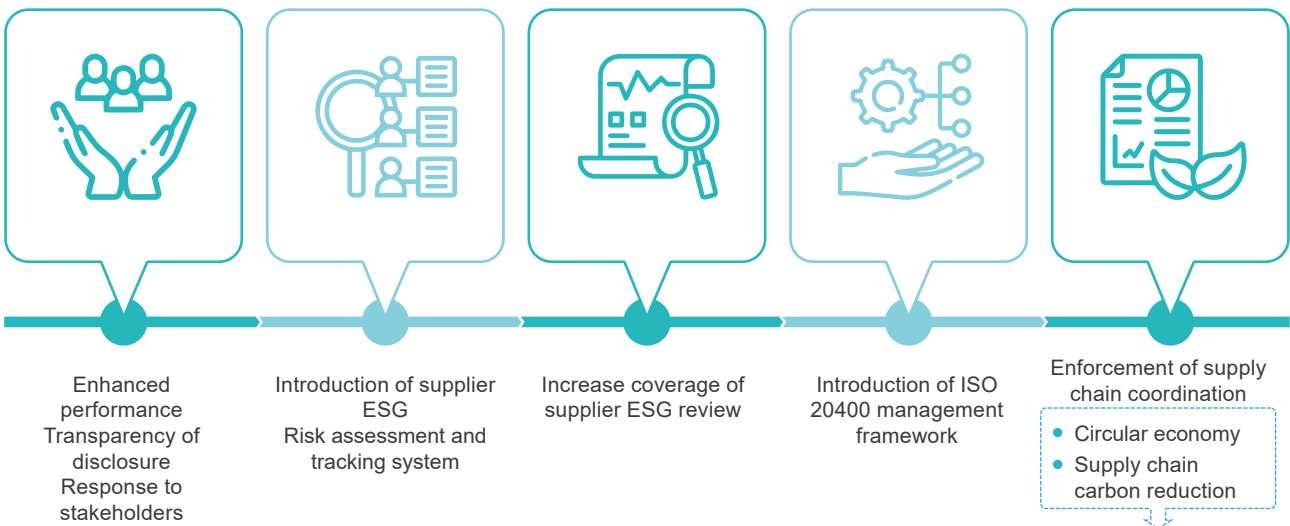 Enhanced
performance
Transparency of
disclosure
Response to
stakeholders
Introduction of supplier
ESG
Risk assessment and
tracking system
Increase coverage of
supplier ESG review
Introduction of ISO
20400 management
framework
Enforcement of supply
chain coordination
Circular economy
Supply chain
carbon reduction